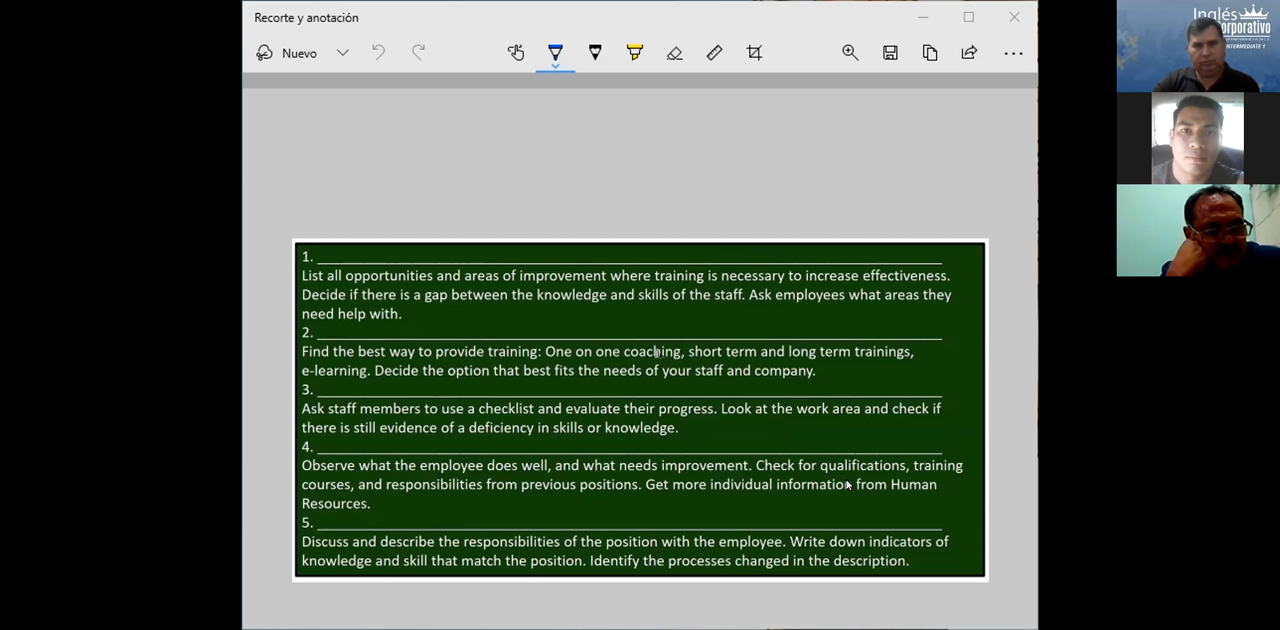 Recorte y anotación
Nuevo
Inglés
Corporativo
INTERMEDIATE 1
1. ______________________________
List all opportunities and areas of improvement where training is necessary to increase effectiveness.
Decide if there is a gap between the knowledge and skills of the staff. Ask employees what areas they
need help with.
2. ______________________________
Find the best way to provide training: One on one coaching, short term and long term trainings,
e-learning. Decide the option that best fits the needs of your staff and company.
3. ______________________________
Ask staff members to use a checklist and evaluate their progress. Look at the work area and check if
there is still evidence of a deficiency in skills or knowledge.
4. ______________________________
Observe what the employee does well, and what needs improvement. Check for qualifications, training
courses, and responsibilities from previous positions. Get more individual information from Human
Resources.
5. ______________________________
Discuss and describe the responsibilities of the position with the employee. Write down indicators of
knowledge and skill that match the position. Identify the processes changed in the description.